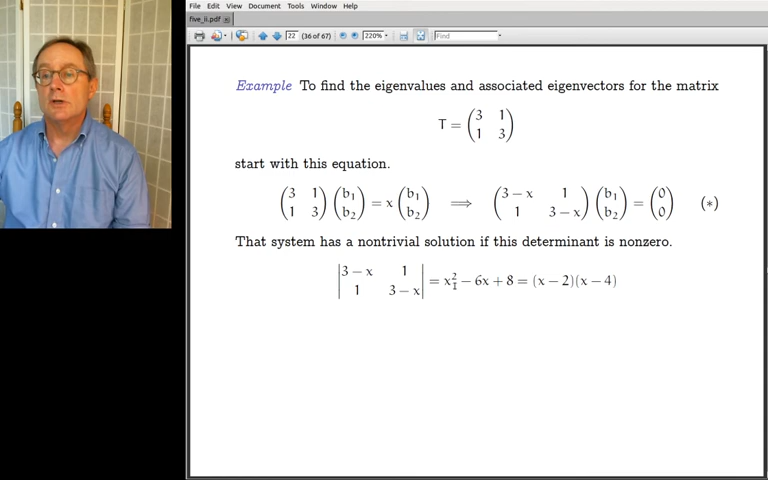 File Edit View Document Tools Window Help
five_ii.pdf
22 (36 of 67) 220% Find
Example To find the eigenvalues and associated eigenvectors for the matrix
T = (3 1
1 3)
start with this equation.
(3 1
1 3) (b₁
b₂) = x (b₁
b₂) ⟹ (3 − x 1
1 3 − x) (b₁
b₂) = (0
0) (∗)
That system has a nontrivial solution if this determinant is nonzero.
|3 − x 1
1 3 − x| = x² − 6x + 8 = (x − 2)(x − 4)